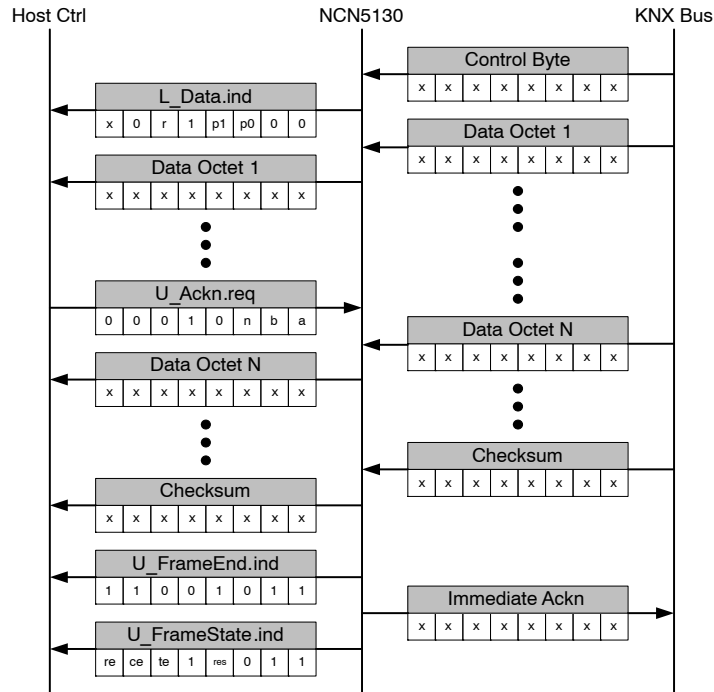 Host Ctrl NCN5130 KNX Bus
Control Byte
x x x x x x x x
L_Data.ind
x 0 r 1 p1 p0 0 0
Data Octet 1
x x x x x x x x
Data Octet 1
x x x x x x x x
U_Ackn.req
0 0 0 1 0 n b a
Data Octet N
x x x x x x x x
Data Octet N
x x x x x x x x
Checksum
x x x x x x x x
Checksum
x x x x x x x x
U_FrameEnd.ind
1 1 0 0 1 0 1 1
Immediate Ackn
x x x x x x x x
U_FrameState.ind
re ce te 1 res 0 1 1